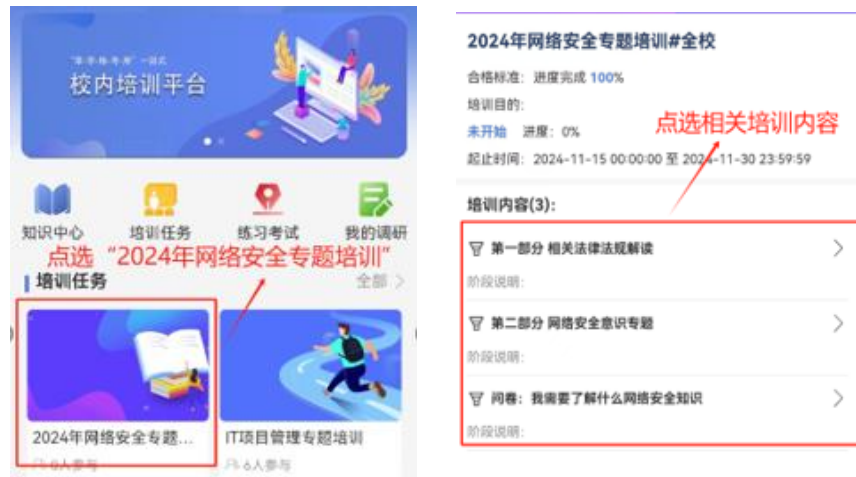 校内培训平台
知识中心
培训任务
练习考试
我的调研
点选“2024年网络安全专题培训”
培训任务
全部
2024年网络安全专题...
IT项目管理专题培训
0人参与
6人参与
2024年网络安全专题培训#全校
合格标准：进度完成 100%
培训目的：
未开始 进度：0%
点选相关培训内容
起止时间：2024-11-15 00:00:00 至 2024-11-30 23:59:59
培训内容(3):
第一部分 相关法律法规解读
阶段说明：
第二部分 网络安全意识专题
阶段说明：
问卷：我需要了解什么网络安全知识
阶段说明：